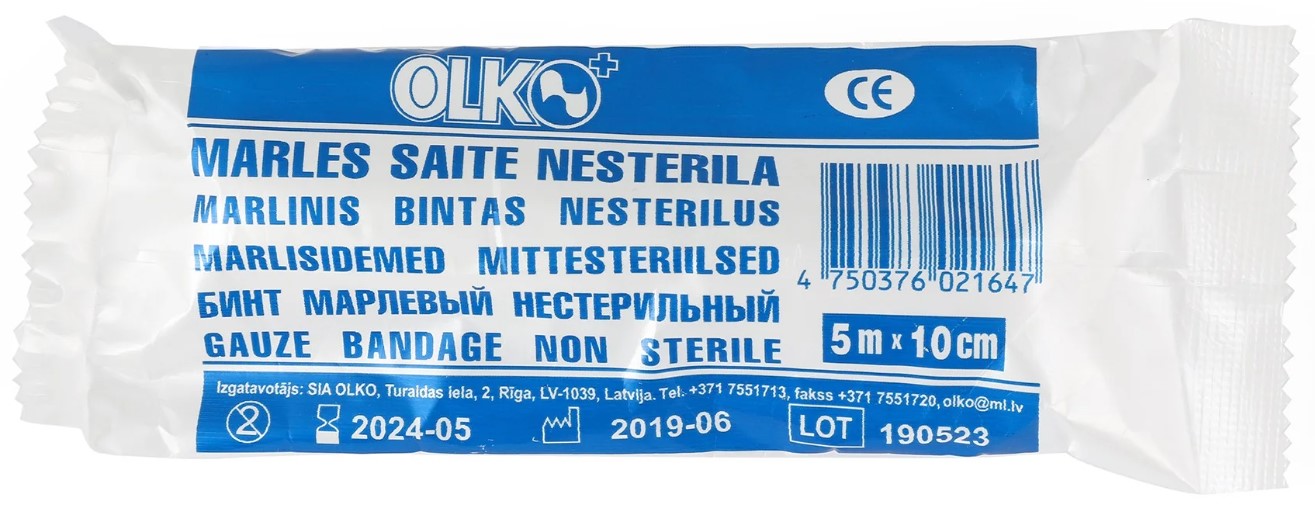 OLKO
CE
MARLES SAITE NESTERILA
MARLINIS BINTAS NESTERILUS
MARLISIDEMED MITTESTERIILSED
БИНТ МАРЛЕВЫЙ НЕСТЕРИЛЬНЫЙ
GAUZE BANDAGE NON STERILE
4 750376 021647
5 m x 10 cm
Izgatavotājs: SIA OLKO, Turaidas iela, 2, Rīga, LV-1039, Latvija. Tel. +371 7551713, fakss +371 7551720, olko@ml.lv
2 2024-05 2019-06 LOT 190523